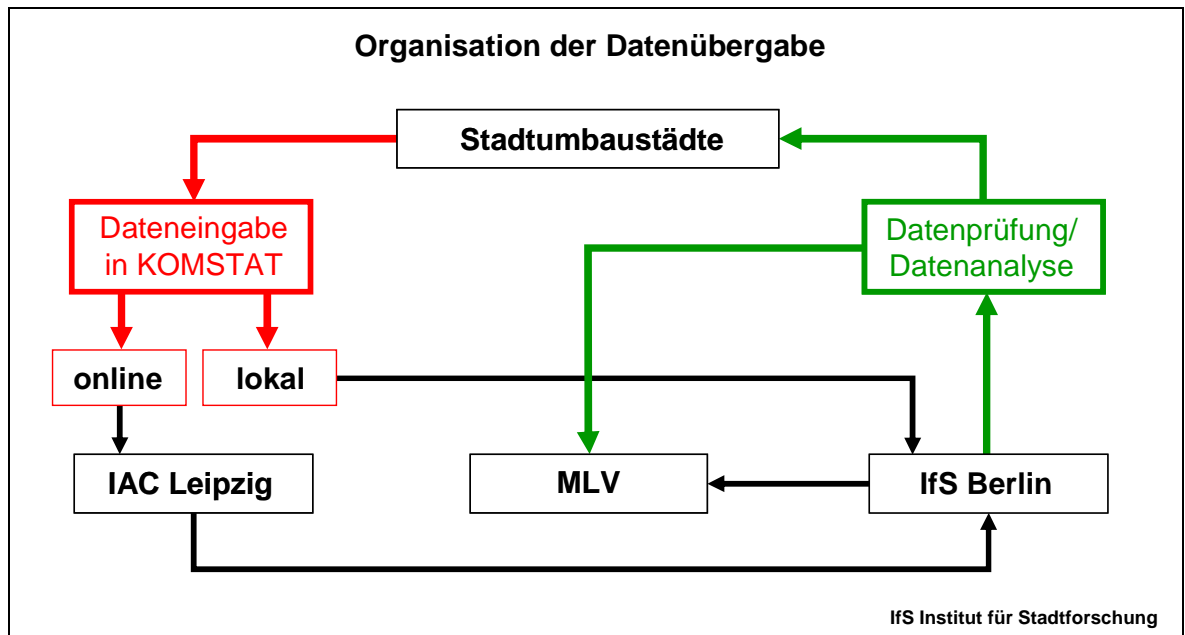 Organisation der Datenübergabe
Stadtumbaustädte
Dateneingabe
in KOMSTAT
Datenprüfung/
Datenanalyse
online
lokal
IAC Leipzig
MLV
IfS Berlin
IfS Institut für Stadtforschung